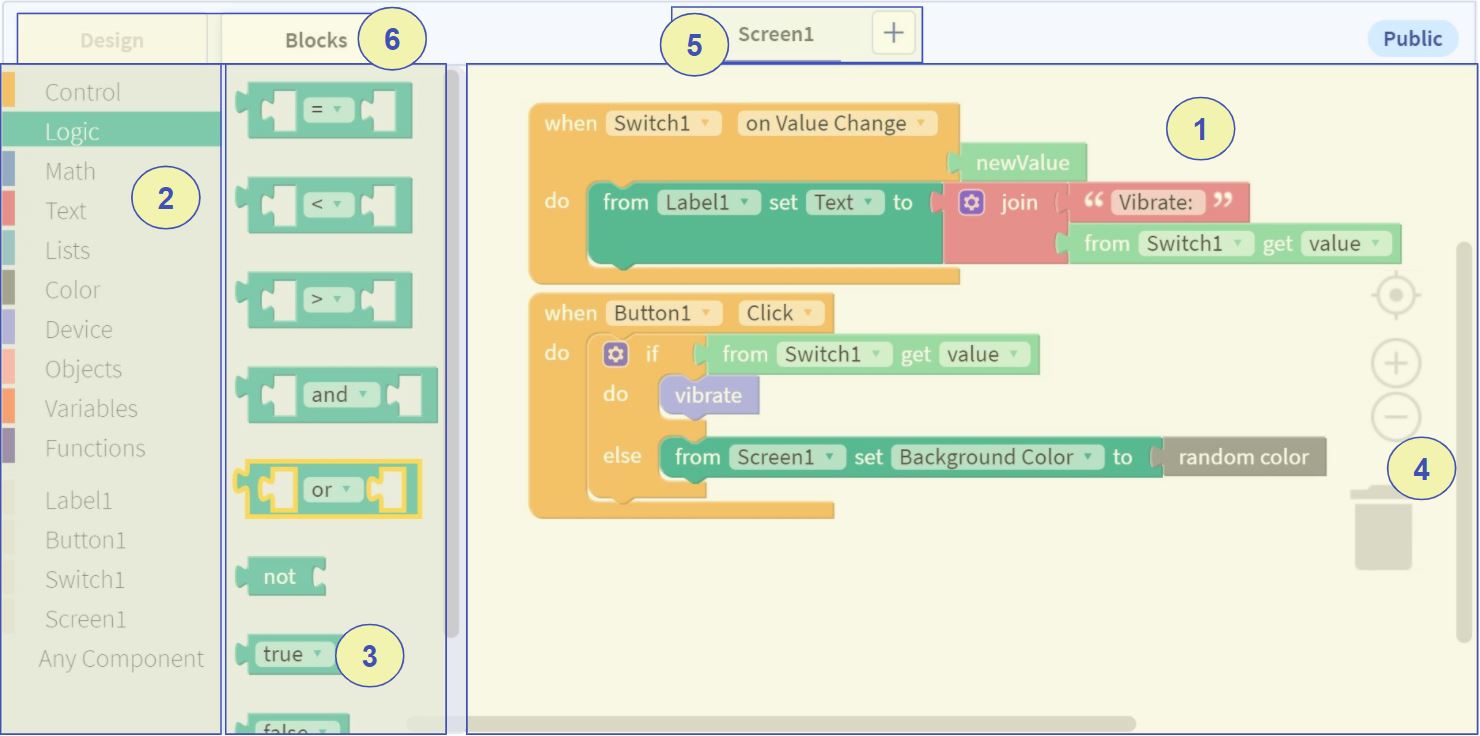 Design Blocks 6 5 Screen1 + Public
Control
Logic
Math
Text
Lists
Color
Device
Objects
Variables
Functions
Label1
Button1
Switch1
Screen1
Any Component
2
=
<
>
and
or
not
true
false
3
1
when Switch1 on Value Change
newValue
do from Label1 set Text to join “ Vibrate: ”
from Switch1 get value
when Button1 Click
do if from Switch1 get value
do vibrate
else from Screen1 set Background Color to random color
4